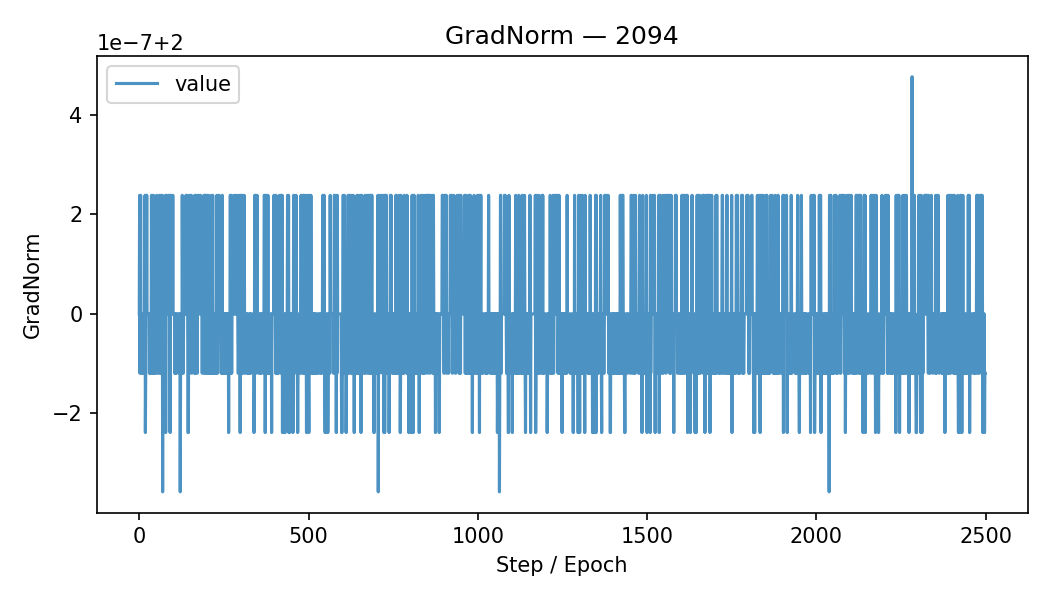 GradNorm — 2094
1e−7+2
value
4
2
0
−2
GradNorm
0
500
1000
1500
2000
2500
Step / Epoch